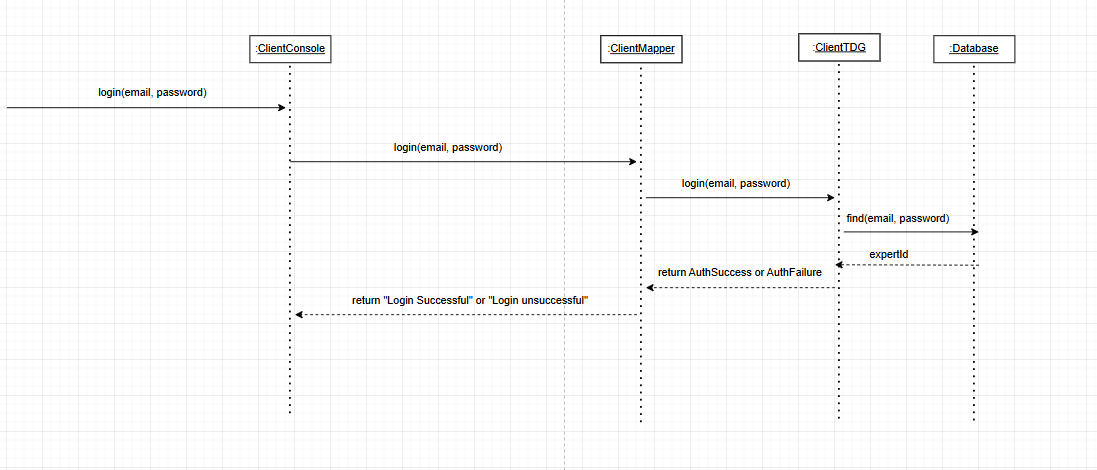 :ClientConsole
:ClientMapper
:ClientTDG
:Database
login(email, password)
login(email, password)
login(email, password)
find(email, password)
expertId
return AuthSuccess or AuthFailure
return "Login Successful" or "Login unsuccessful"